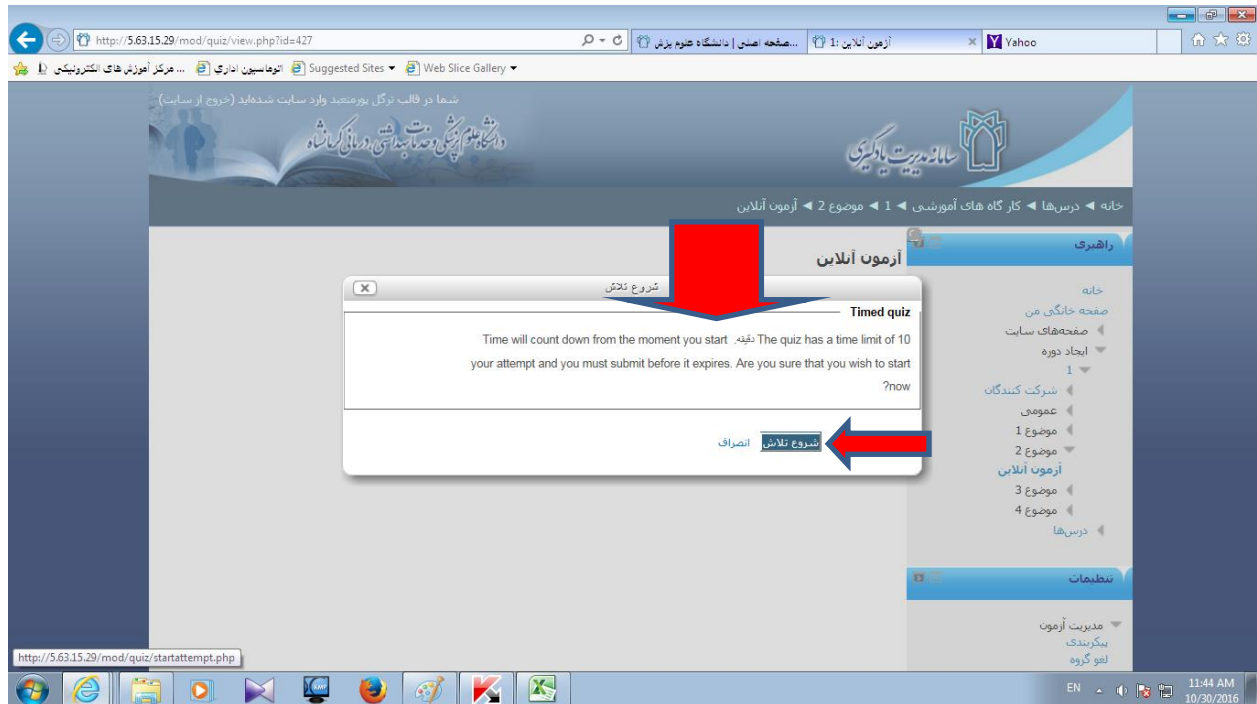 http://5.63.15.29/mod/quiz/view.php?id=427
صفحه اصلی | دانشگاه علوم پزش...
آزمون آنلاین :1
Yahoo
مرکز آموزش های الکترونیکی ...
اتوماسیون اداری
Suggested Sites
Web Slice Gallery
شما در قالب توکل پورمتعبد وارد سایت شده‌اید (خروج از سایت)
دانشگاه علوم پزشکی و خدمات بهداشتی درمانی کرمانشاه
سامانه مدیریت یادگیری
خانه ◄ درس‌ها ◄ کار گاه های آموزشی ◄ 1 ◄ موضوع 2 ◄ آزمون آنلاین
راهبری
خانه
صفحه خانگی من
صفحه‌های سایت
ایجاد دوره
1
شرکت کنندگان
عمومی
موضوع 1
موضوع 2
آزمون آنلاین
موضوع 3
موضوع 4
درس‌ها
تنظیمات
مدیریت آزمون
پیکربندی
لغو گروه
آزمون آنلاین
شروع تلاش
Timed quiz
The quiz has a time limit of 10 دقیقه. Time will count down from the moment you start
your attempt and you must submit before it expires. Are you sure that you wish to start
now?
شروع تلاش انصراف
http://5.63.15.29/mod/quiz/startattempt.php
EN
11:44 AM
10/30/2016